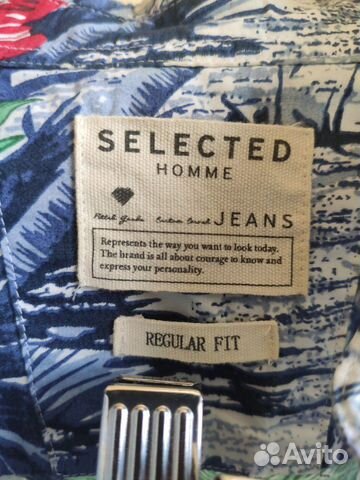 SELECTED
HOMME
JEANS
Represents the way you want to look today.
The brand is all about courage to know and
express your personality.
REGULAR FIT
Avito